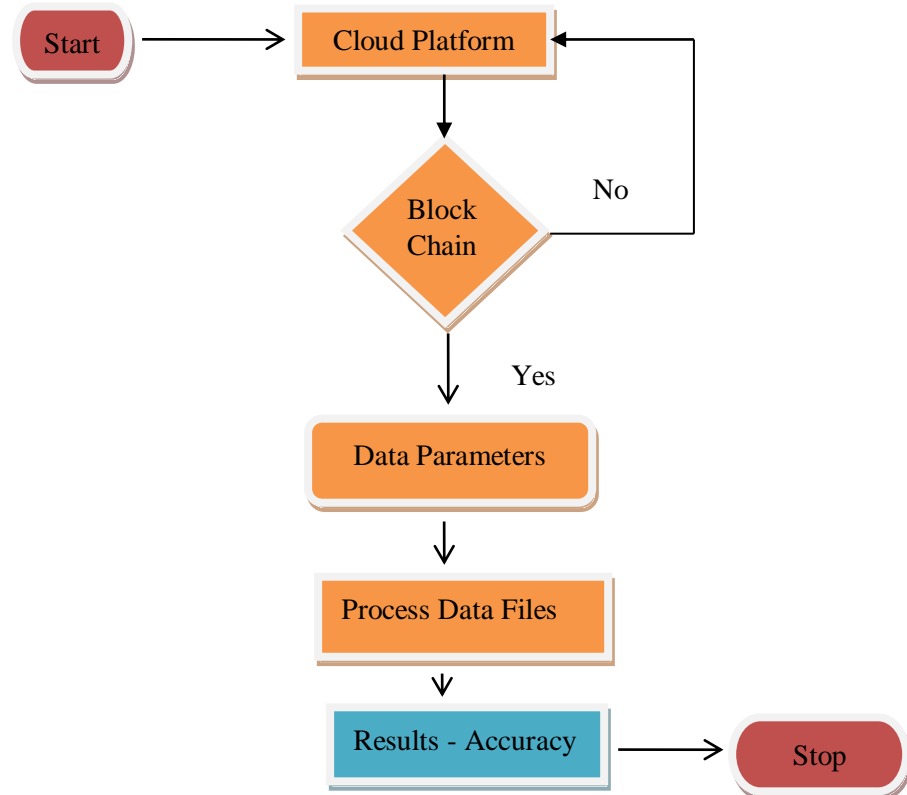 Start
Cloud Platform
No
Block
Chain
Yes
Data Parameters
Process Data Files
Results - Accuracy
Stop